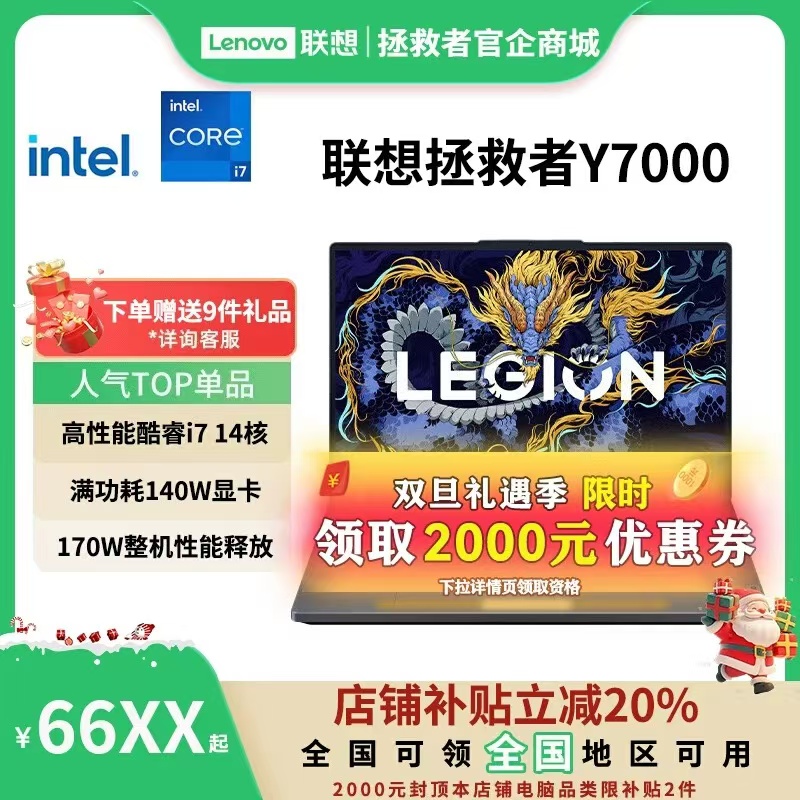 Lenovo 联想 | 拯救者官企商城
intel.
intel.
CORE
i7
联想拯救者Y7000
下单赠送9件礼品
*详询客服
人气TOP单品
高性能酷睿i7 14核
满功耗140W显卡
170W整机性能释放
LEGION
¥
双旦礼遇季 限时
领取2000元优惠券
下拉详情页领取资格
¥66XX起
店铺补贴立减20%
全国可领 全国地区可用
2000元封顶本店铺电脑品类限补贴2件